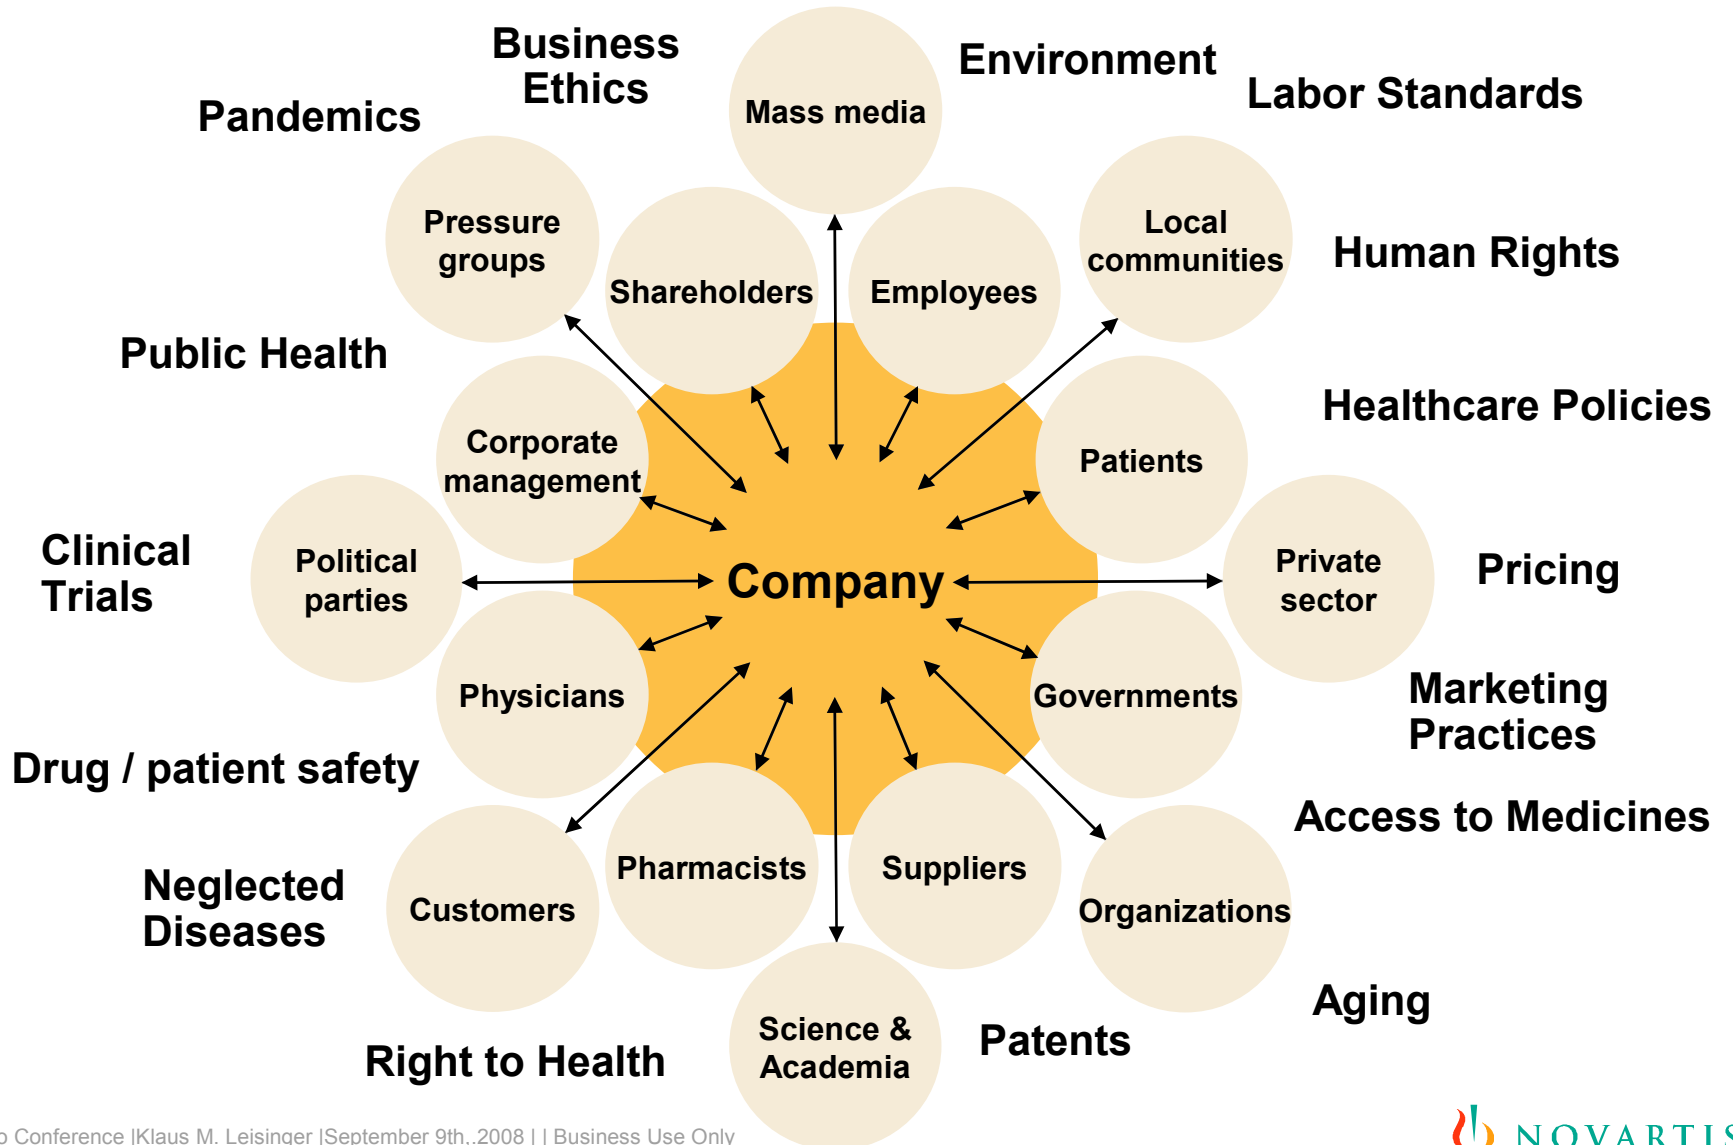 Business
Ethics
Environment
Labor Standards
Pandemics
Mass media
Pressure
groups
Local
communities
Human Rights
Shareholders
Employees
Public Health
Healthcare Policies
Corporate
management
Patients
Clinical
Trials
Political
parties
Company
Private
sector
Pricing
Physicians
Governments
Marketing
Practices
Drug / patient safety
Access to Medicines
Neglected
Diseases
Customers
Pharmacists
Suppliers
Organizations
Aging
Right to Health
Science &
Academia
Patents
Conference |Klaus M. Leisinger |September 9th,.2008 | | Business Use Only
NOVARTIS